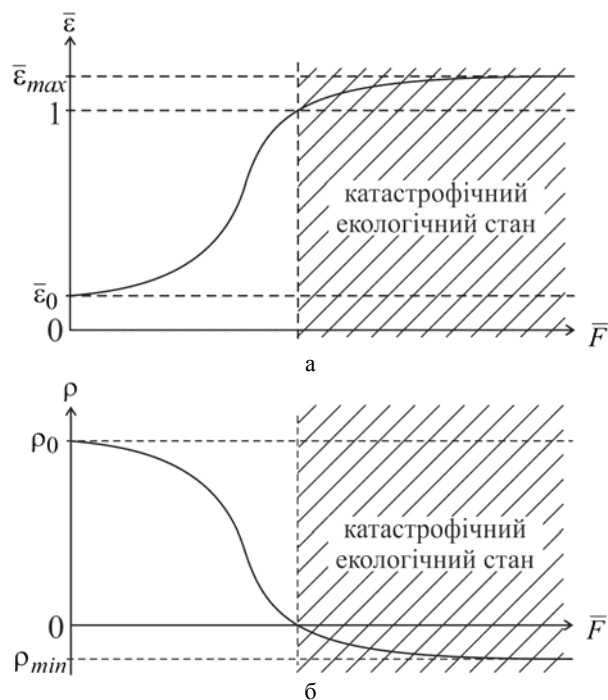 ε̄
ε̄max
1
катастрофічний
екологічний стан
ε̄0
0
F̄
а
ρ
ρ0
катастрофічний
екологічний стан
0
F̄
ρmin
б